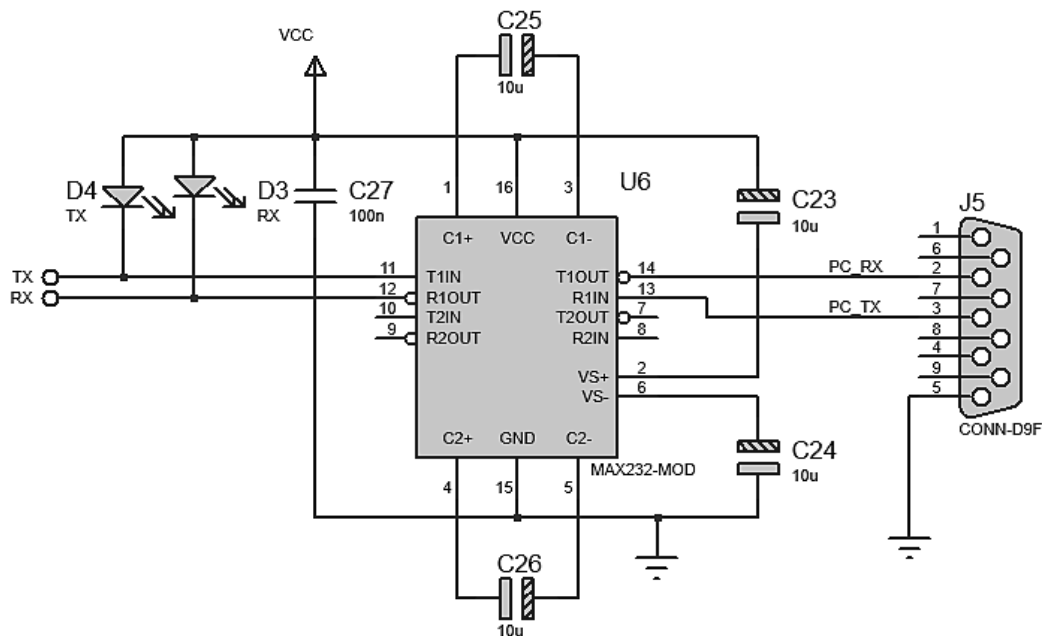 C25
VCC
10u
D4
TX
D3
RX
C27
100n
1
16
3
U6
C23
10u
J5
C1+
VCC
C1-
TX
11
T1IN
T1OUT
14
PC_RX
RX
12
R1OUT
R1IN
13
PC_TX
10
T2IN
T2OUT
7
9
R2OUT
R2IN
8
VS+
2
VS-
6
1
6
2
7
3
8
4
9
5
CONN-D9F
C2+
GND
C2-
MAX232-MOD
C24
10u
4
15
5
C26
10u